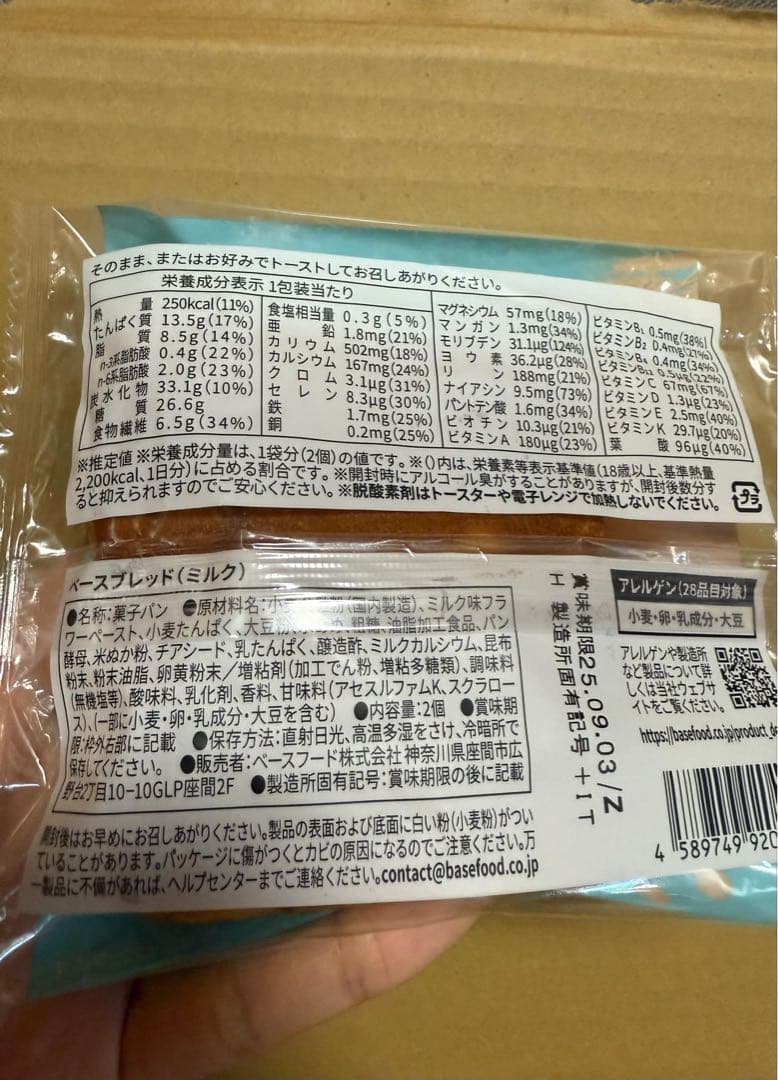 そのまま、またはお好みでトーストしてお召しあがりください。
栄養成分表示 1包装当たり
熱量 250kcal(11%)
たんぱく質 13.5g(17%)
脂質 8.5g(14%)
n-3系脂肪酸 0.4g(22%)
n-6系脂肪酸 2.0g(23%)
炭水化物 33.1g(10%)
糖質 26.6g
食物繊維 6.5g(34%)
食塩相当量 0.3g(5%)
亜鉛 1.8mg(21%)
カリウム 502mg(18%)
カルシウム 167mg(24%)
クロム 3.1μg(31%)
セレン 8.3μg(30%)
鉄 1.7mg(25%)
銅 0.2mg(25%)
マグネシウム 57mg(18%)
マンガン 1.3mg(34%)
モリブデン 31.1μg(124%)
ヨウ素 36.2μg(28%)
リン 188mg(21%)
ナイアシン 9.5mg(73%)
パントテン酸 1.6mg(34%)
ビオチン 10.3μg(21%)
ビタミンA 180μg(23%)
ビタミンB₁ 0.5mg(38%)
ビタミンB₂ 0.4mg(27%)
ビタミンB₆ 0.4mg(34%)
ビタミンB₁₂ 0.5μg(22%)
ビタミンC 67mg(67%)
ビタミンD 1.3μg(23%)
ビタミンE 2.5mg(40%)
ビタミンK 29.7μg(20%)
葉酸 96μg(40%)
※推定値 ※栄養成分量は、1袋分(2個)の値です。※()内は、栄養素等表示基準値(18歳以上、基準熱量
2,200kcal、1日分)に占める割合です。※開封時にアルコール臭がすることがありますが、開封後数分す
ると抑えられますのでご安心ください。※脱酸素剤はトースターや電子レンジで加熱しないでください。
プラ
ベースブレッド(ミルク)
●名称:菓子パン ●原材料名:小麦 粉(国内製造)、ミルク味フラ
ワーペースト、小麦たんぱく、大豆粉、 粗糖、油脂加工食品、パン
酵母、米ぬか粉、チアシード、乳たんぱく、醸造酢、ミルクカルシウム、昆布
粉末、粉末油脂、卵黄粉末/増粘剤(加工でん粉、増粘多糖類)、調味料
(無機塩等)、酸味料、乳化剤、香料、甘味料(アセスルファムK、スクラロー
ス)、(一部に小麦・卵・乳成分・大豆を含む) ●内容量:2個 ●賞味期
限:枠外右部に記載 ●保存方法:直射日光、高温多湿をさけ、冷暗所で
保存してください。 ●販売者:ベースフード株式会社 神奈川県座間市広
野台2丁目10-10GLP座間2F ●製造所固有記号:賞味期限の後に記載
開封後はお早めにお召しあがりください。製品の表面および底面に白い粉(小麦粉)がつい
ていることがあります。パッケージに傷がつくとカビの原因になるのでご注意ください。万
一製品に不備があれば、ヘルプセンターまでご連絡ください。contact@basefood.co.jp
賞味期限25.09.03/Z
H 製造所固有記号 +IT
アレルゲン(28品目対象)
小麦・卵・乳成分・大豆
アレルゲンや製造所
など製品について詳
しくは当社ウェブサ
イトをご覧ください。
https://basefood.co.jp/product_de
4 589749 920